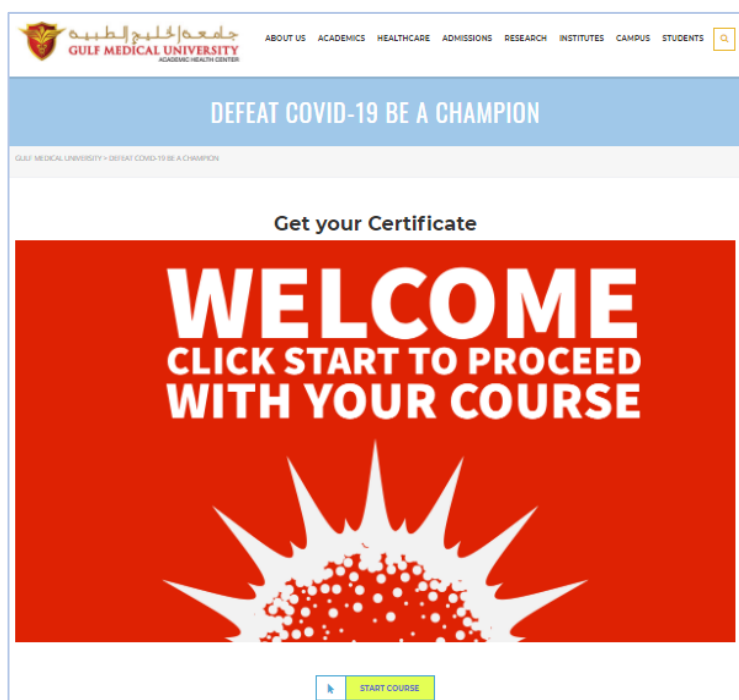 جامعة الخليج الطبية
GULF MEDICAL UNIVERSITY
ACADEMIC HEALTH CENTER
ABOUT US ACADEMICS HEALTHCARE ADMISSIONS RESEARCH INSTITUTES CAMPUS STUDENTS
DEFEAT COVID-19 BE A CHAMPION
GULF MEDICAL UNIVERSITY > DEFEAT COVID-19 BE A CHAMPION
Get your Certificate
WELCOME
CLICK START TO PROCEED
WITH YOUR COURSE
START COURSE